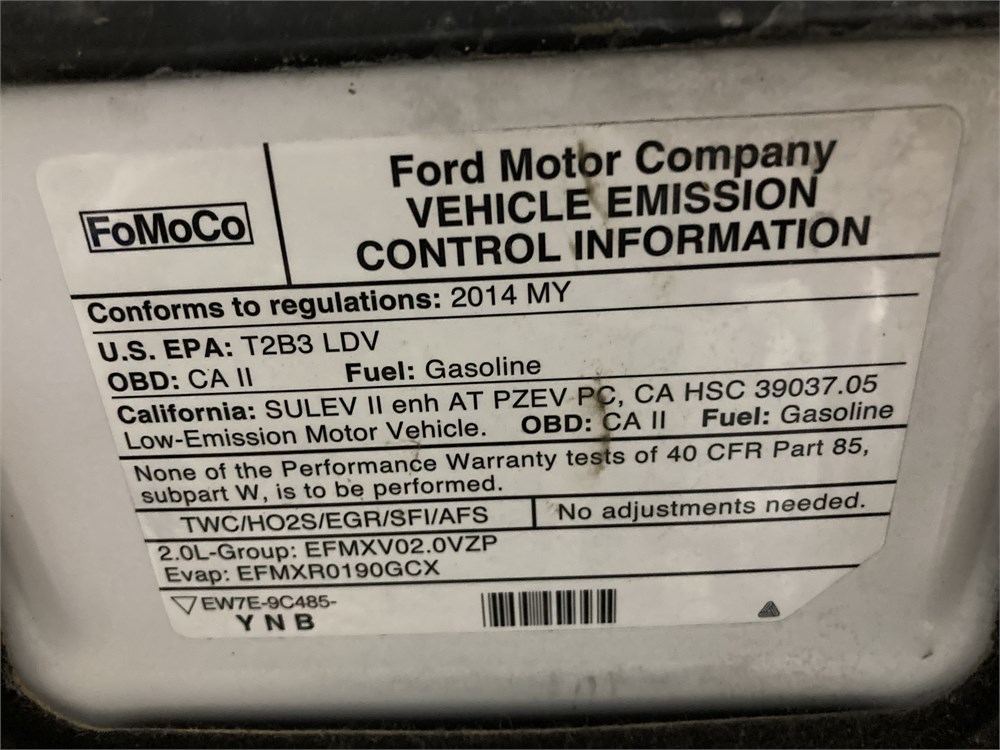 FoMoCo
Ford Motor Company
VEHICLE EMISSION
CONTROL INFORMATION
Conforms to regulations: 2014 MY
U.S. EPA: T2B3 LDV
OBD: CA II Fuel: Gasoline
California: SULEV II enh AT PZEV PC, CA HSC 39037.05
Low-Emission Motor Vehicle. OBD: CA II Fuel: Gasoline
None of the Performance Warranty tests of 40 CFR Part 85,
subpart W, is to be performed.
TWC/HO2S/EGR/SFI/AFS No adjustments needed.
2.0L-Group: EFMXV02.0VZP
Evap: EFMXR0190GCX
EW7E-9C485-
YNB